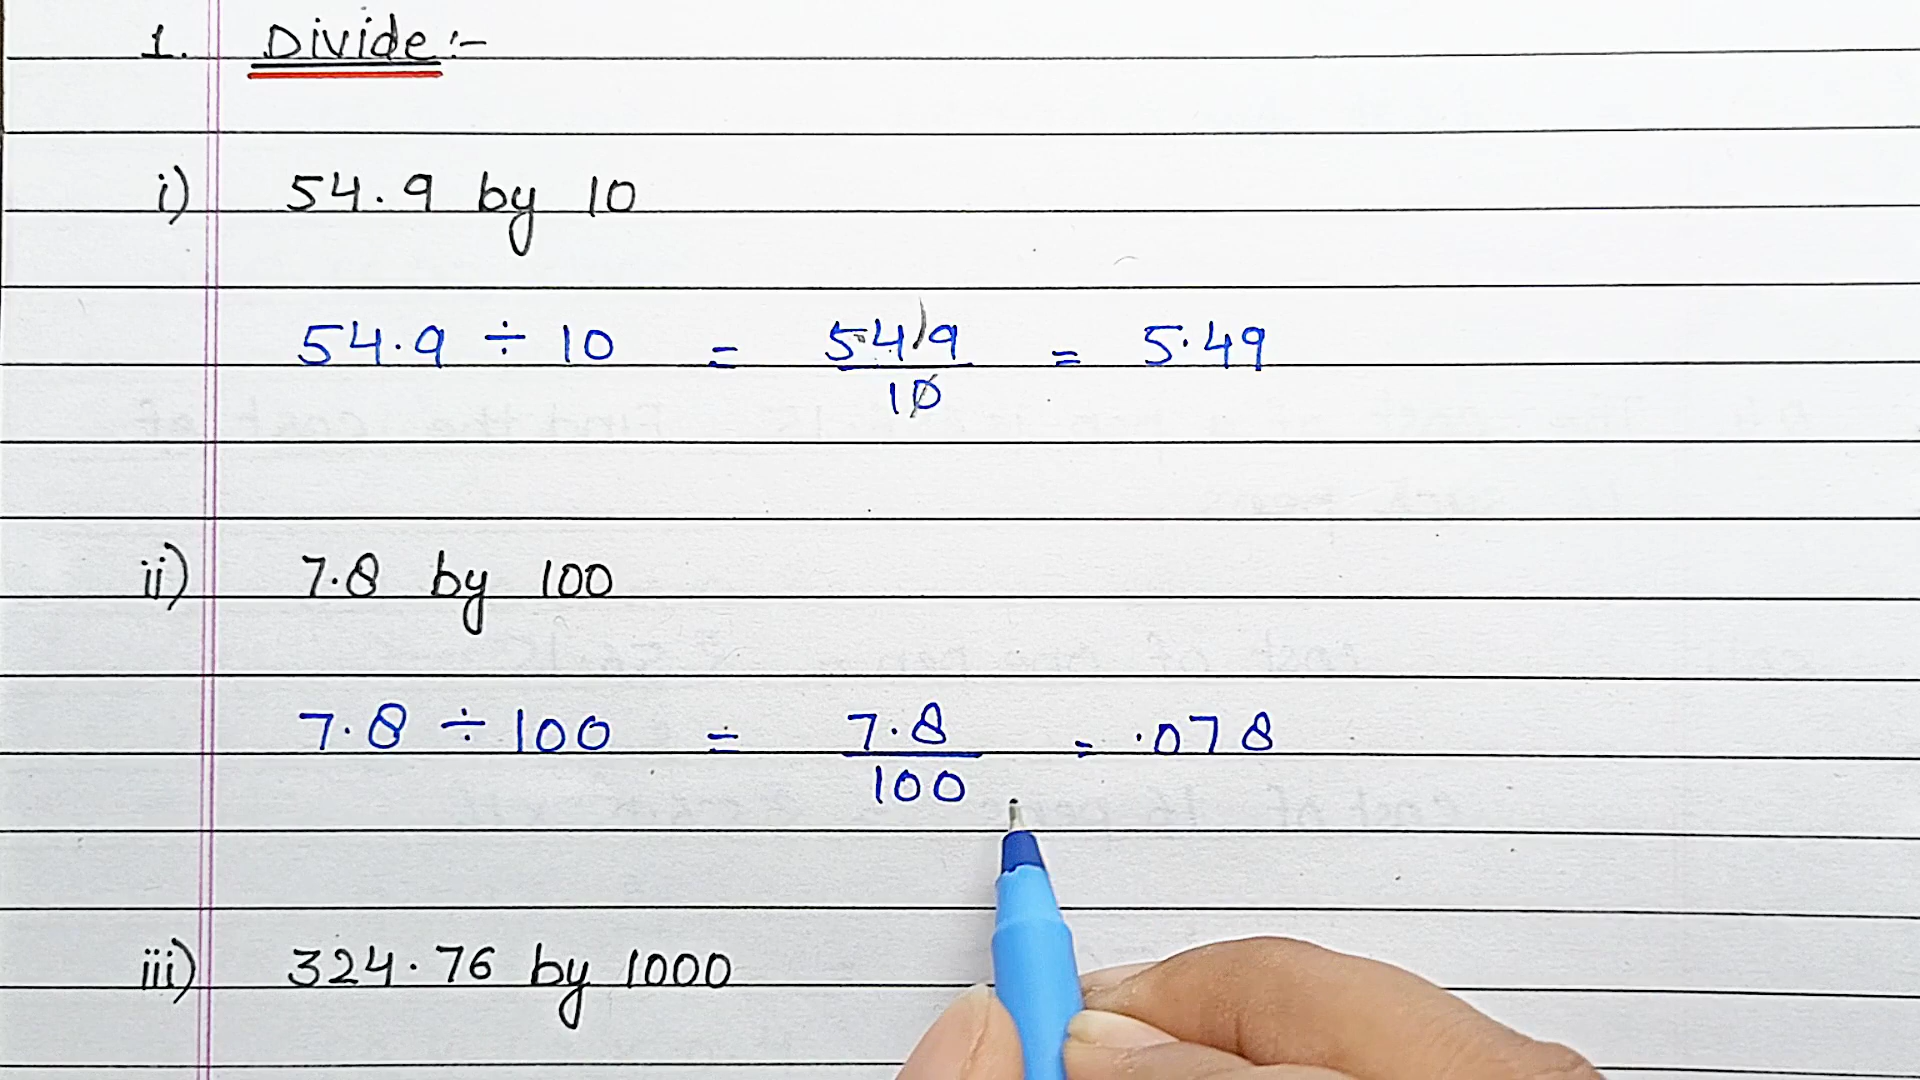 1. Divide:-
i) 54.9 by 10
54.9 ÷ 10 = 54.9/10 = 5.49
ii) 7.8 by 100
7.8 ÷ 100 = 7.8/100 = .078
iii) 324.76 by 1000